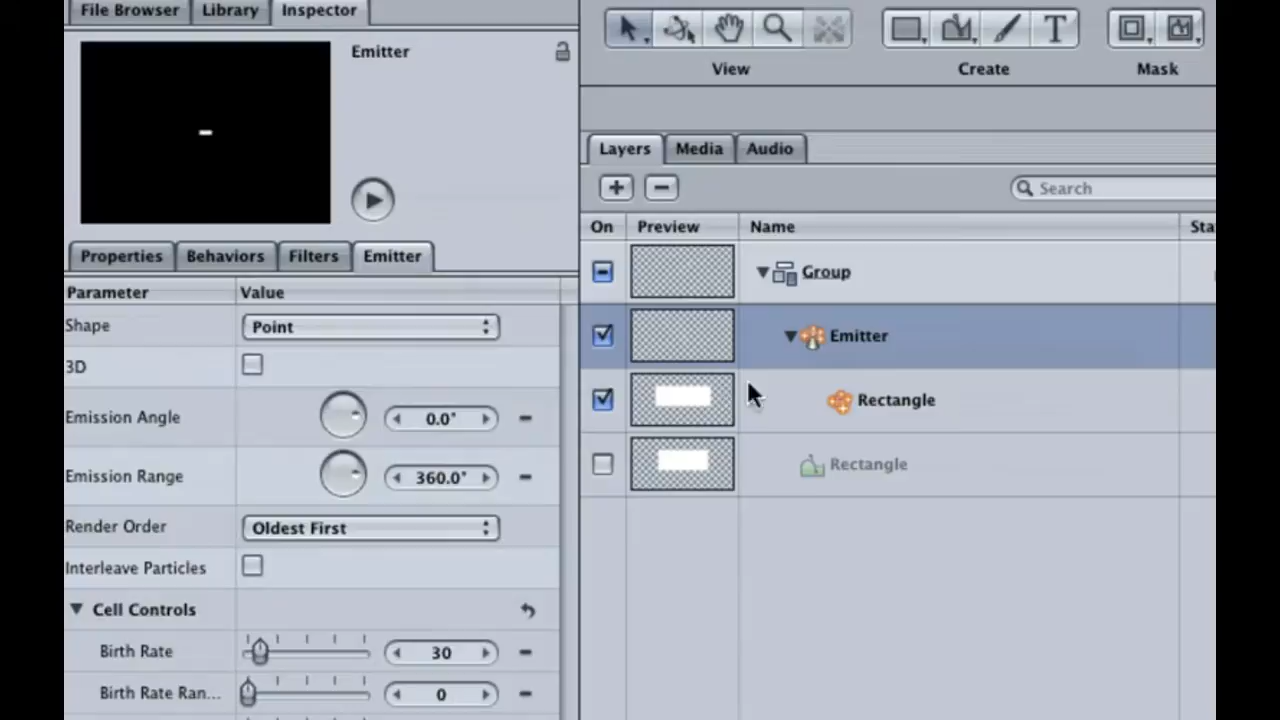 File Browser Library Inspector
Emitter
View Create Mask
Layers Media Audio
Search
On Preview Name Sta
Group
Emitter
Rectangle
Rectangle
Properties Behaviors Filters Emitter
Parameter Value
Shape Point
3D
Emission Angle 0.0°
Emission Range 360.0°
Render Order Oldest First
Interleave Particles
Cell Controls
Birth Rate 30
Birth Rate Ran... 0